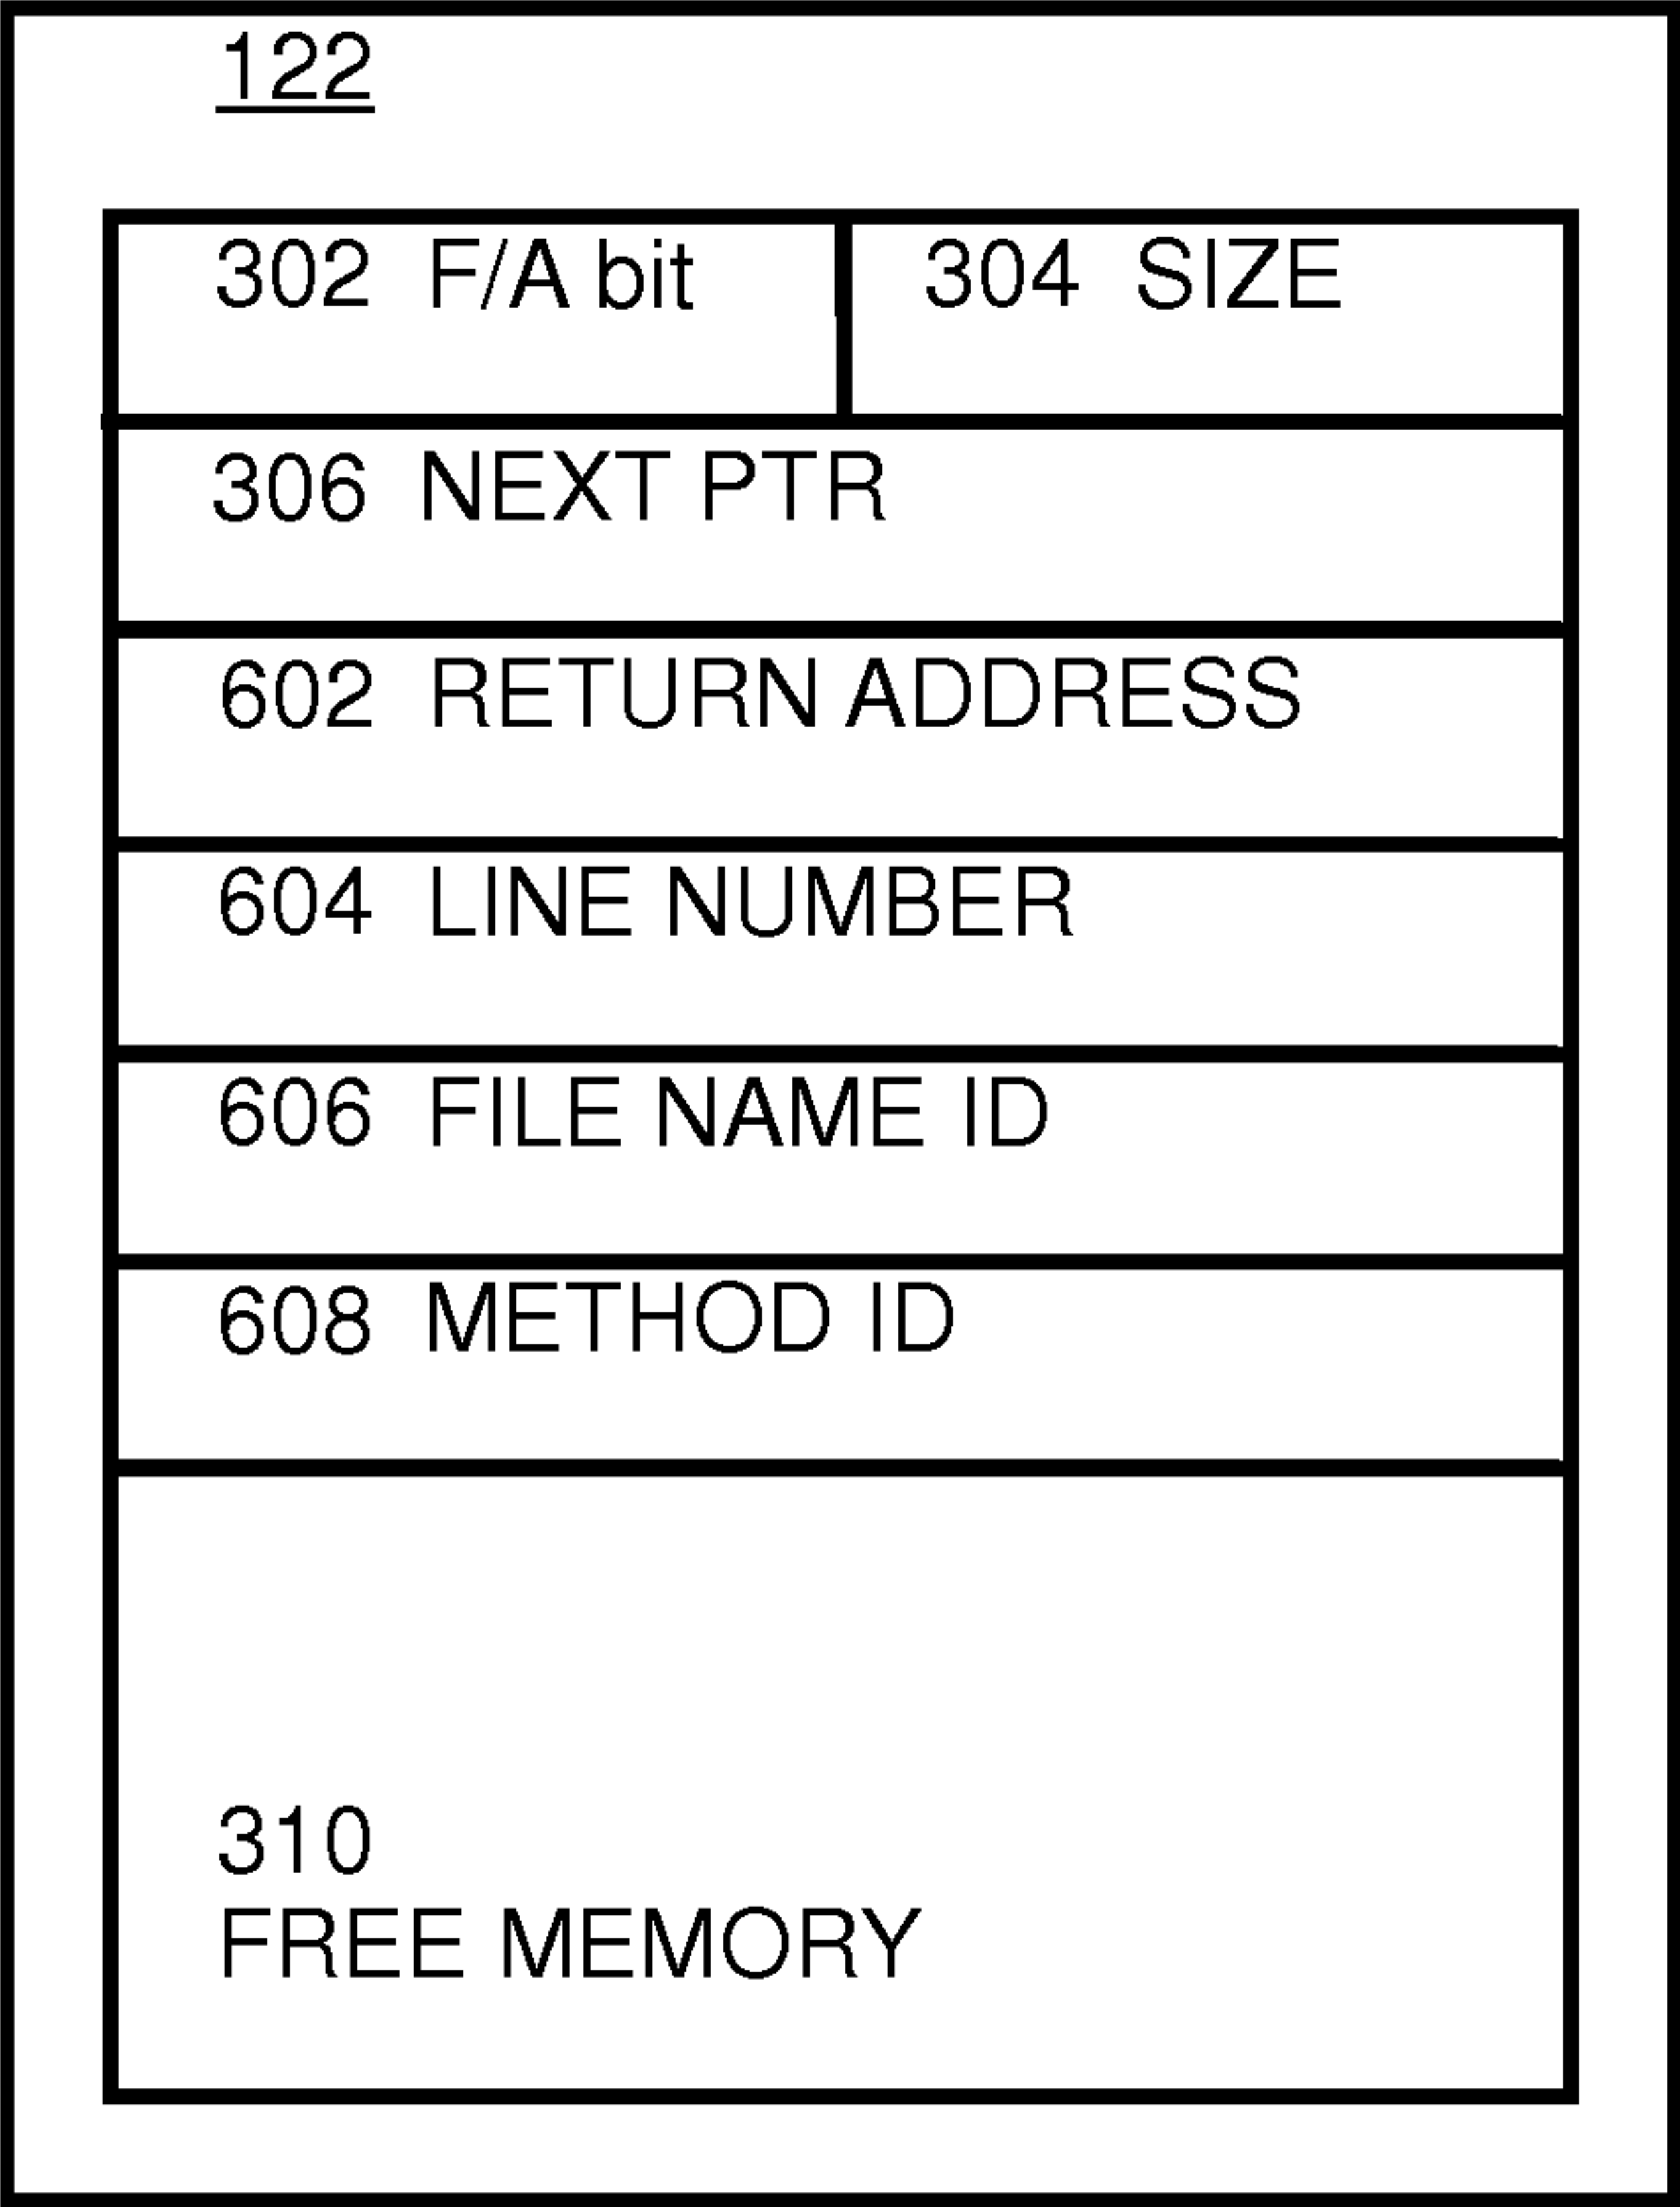 122
302 F/A bit 304 SIZE
306 NEXT PTR
602 RETURN ADDRESS
604 LINE NUMBER
606 FILE NAME ID
608 METHOD ID
310
FREE MEMORY